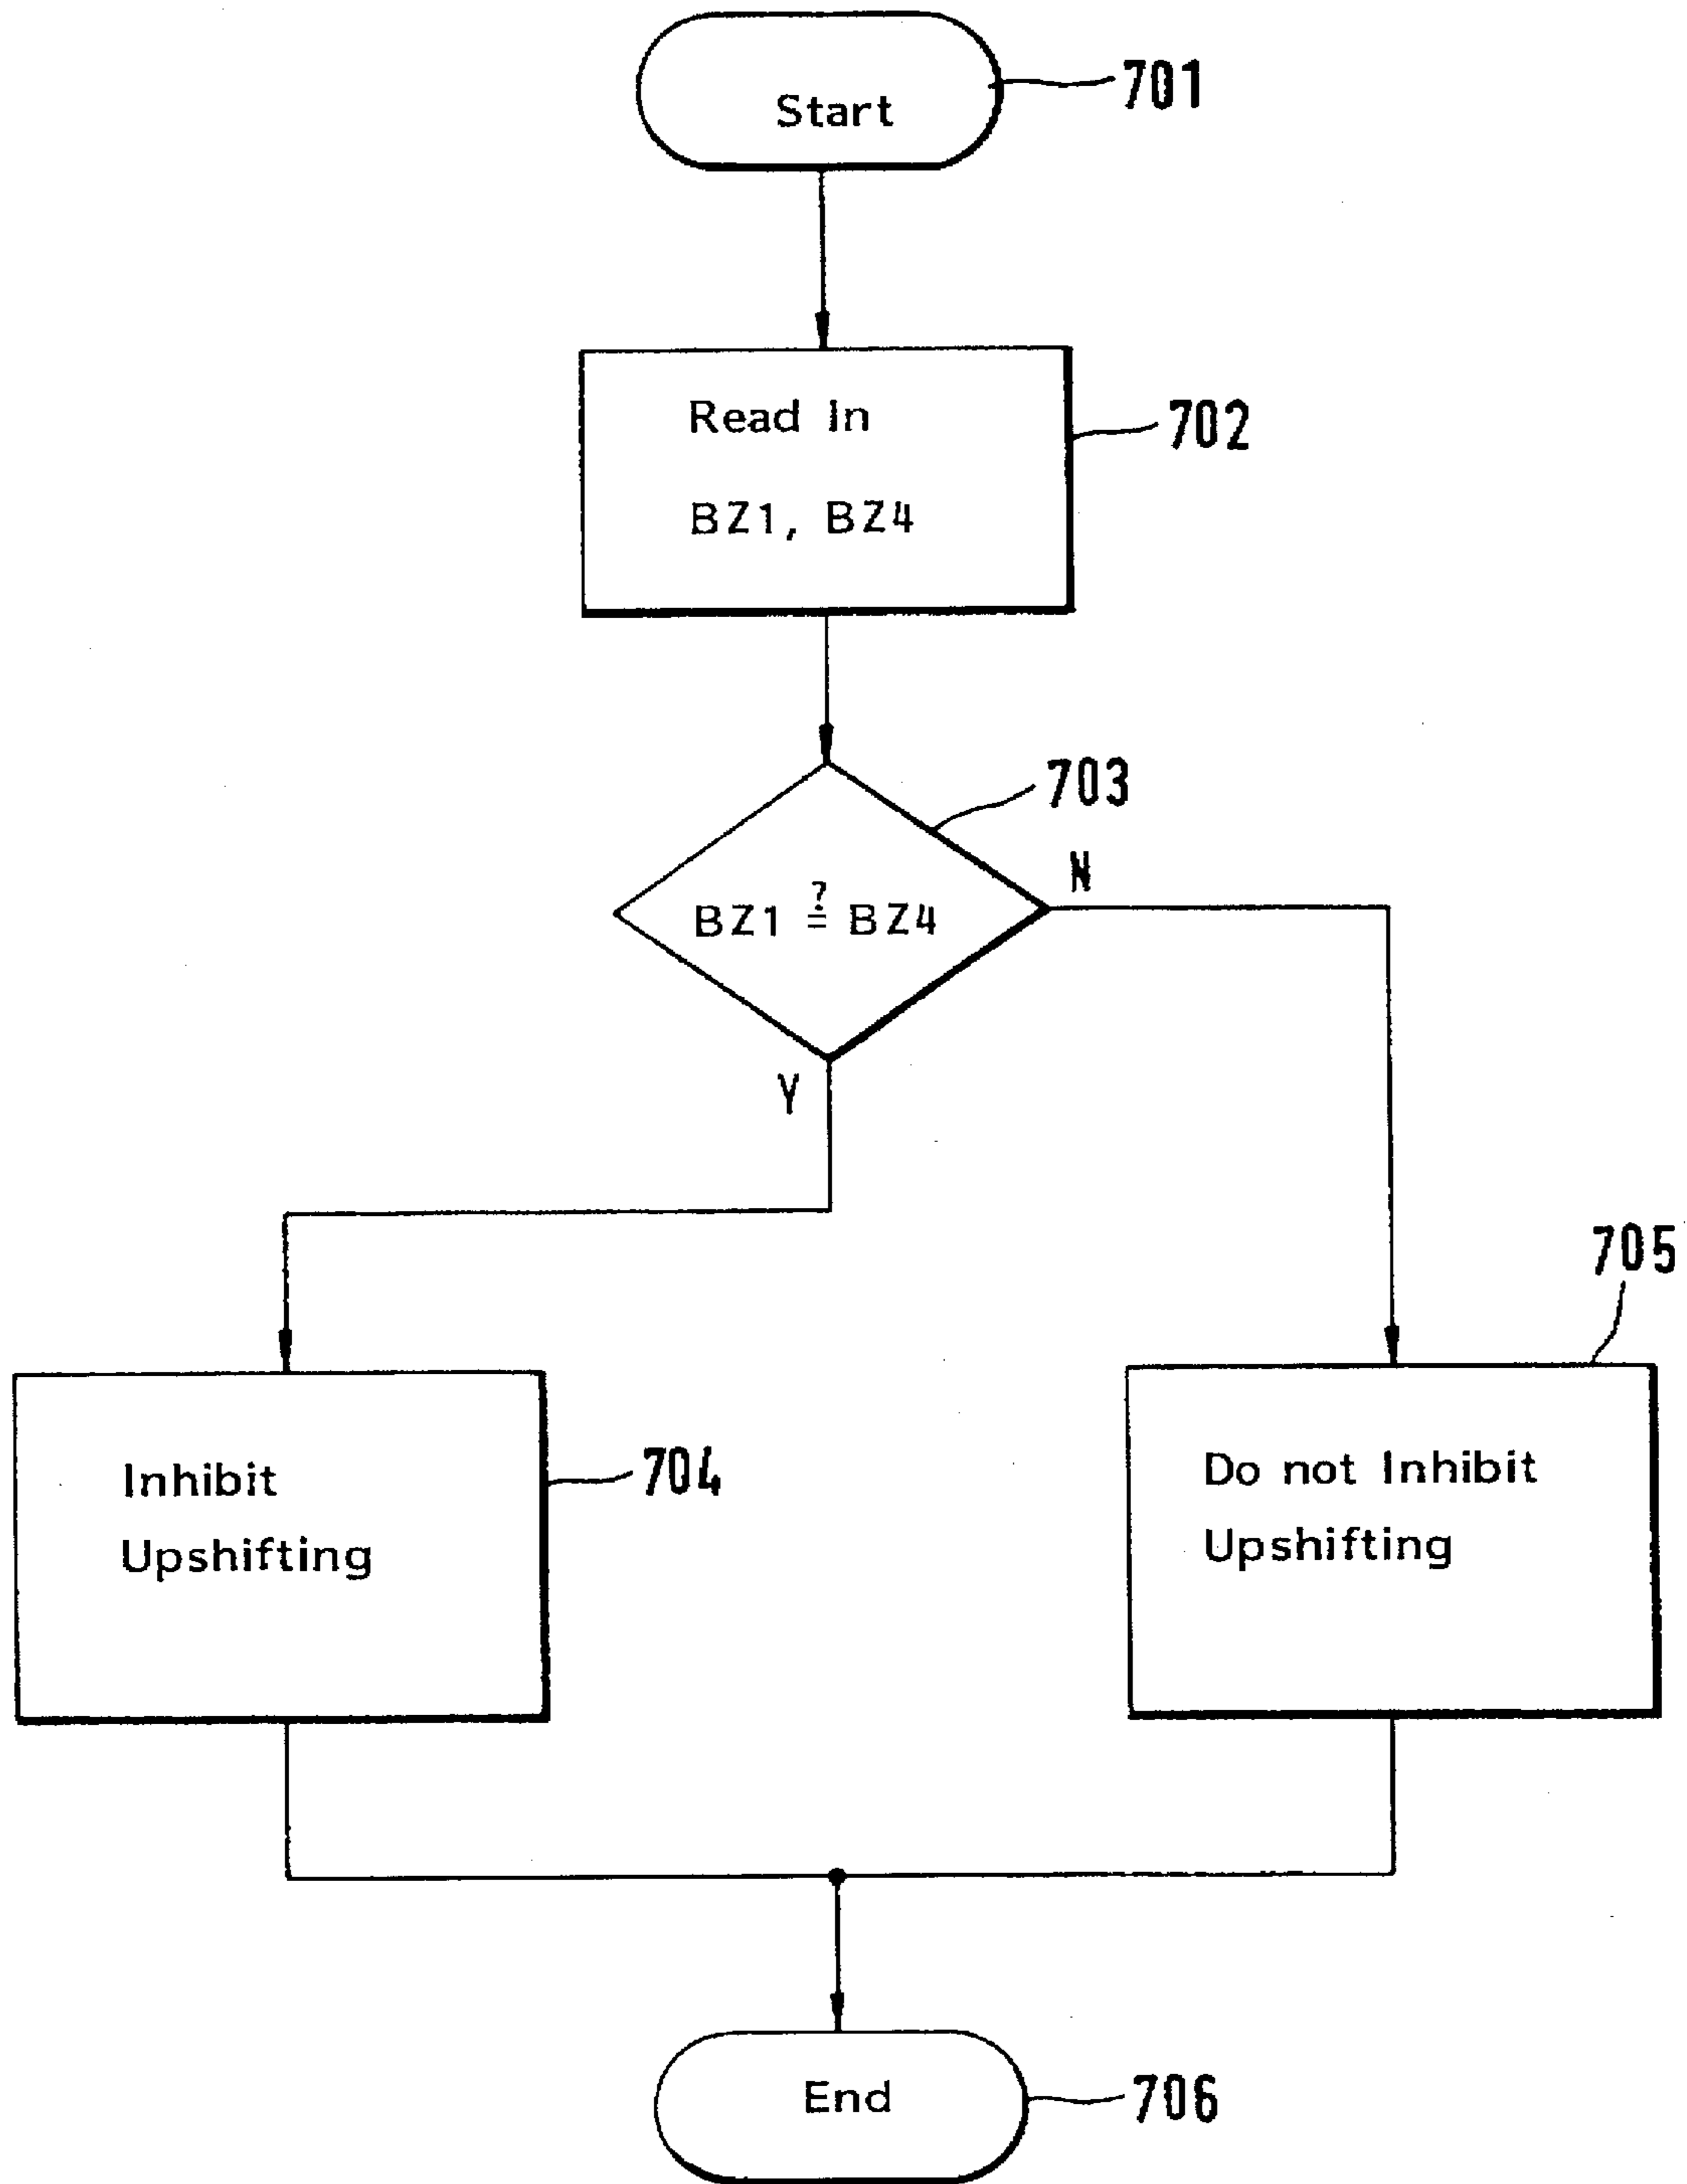 Start
701
Read In
BZ1, BZ4
702
703
N
BZ1 ≟ BZ4
Y
705
Inhibit
Upshifting
704
Do not Inhibit
Upshifting
End
706